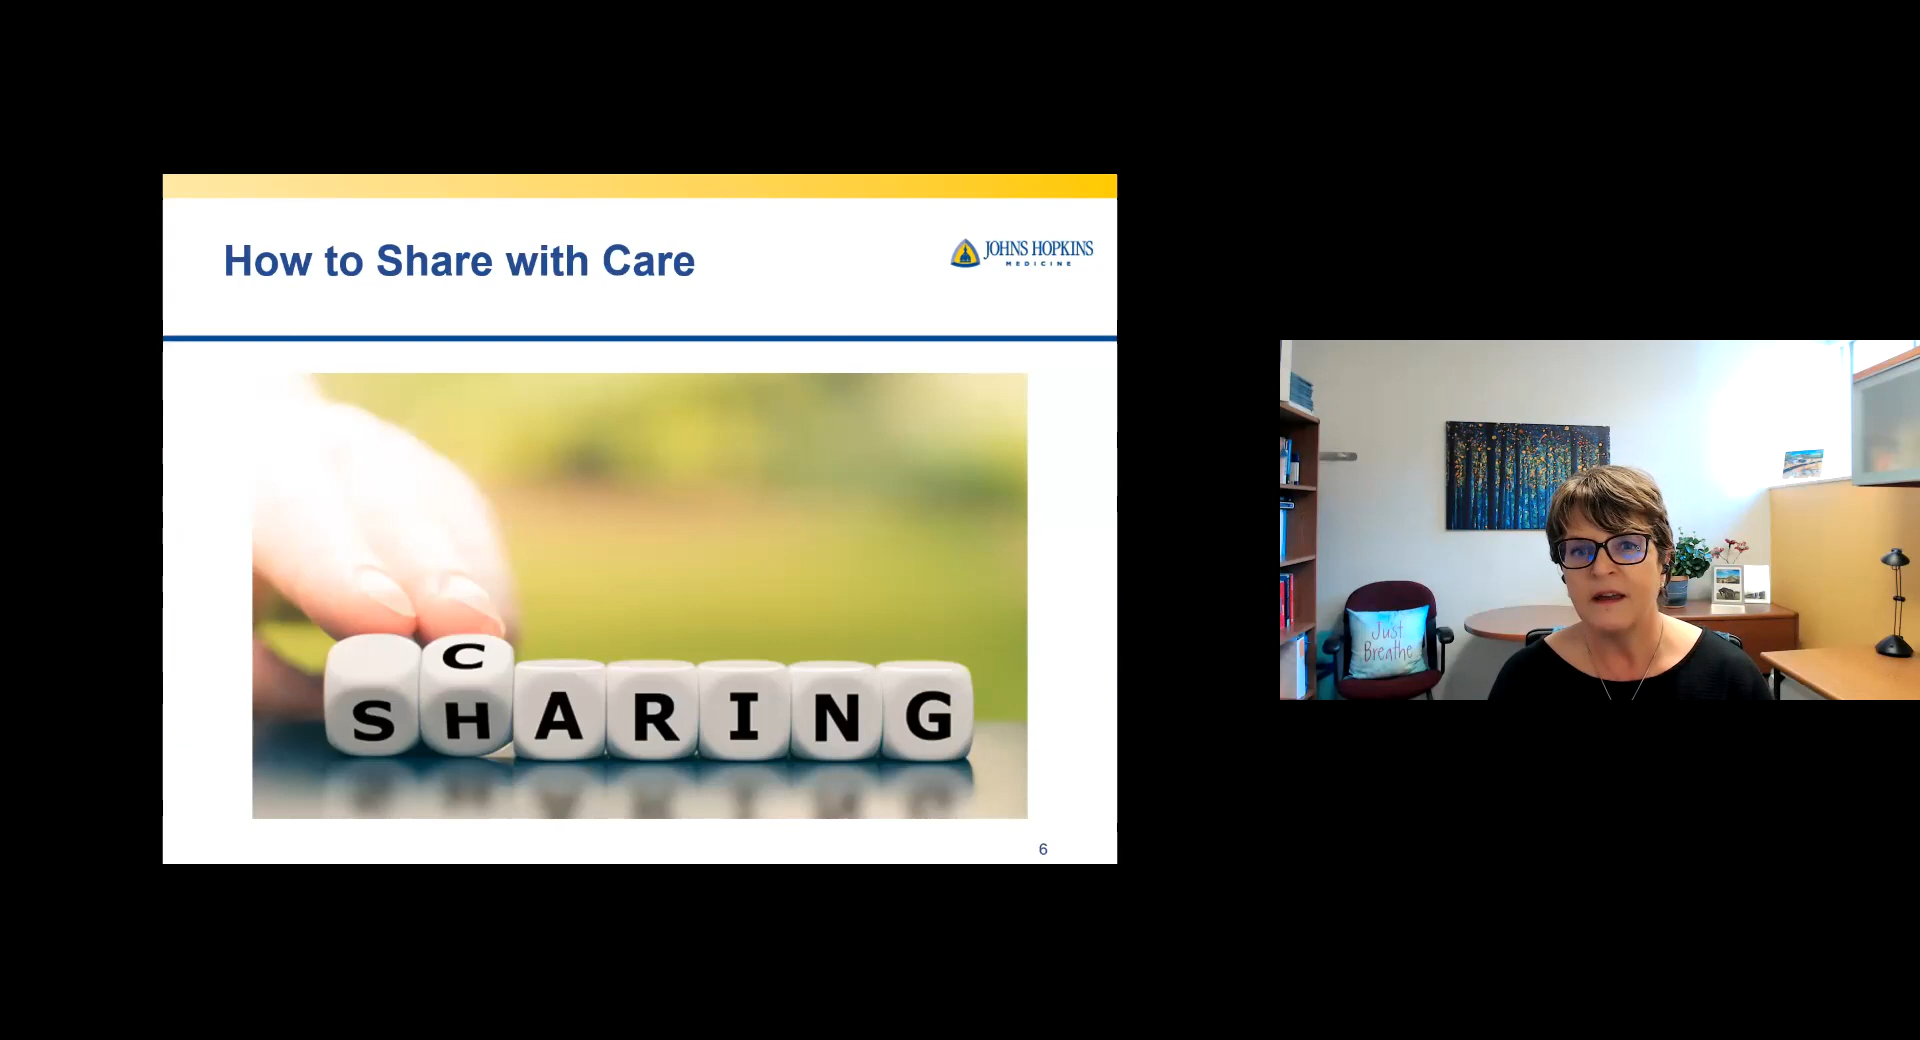 How to Share with Care
JOHNS HOPKINS
MEDICINE
C
SHARING
6
Just
Breathe